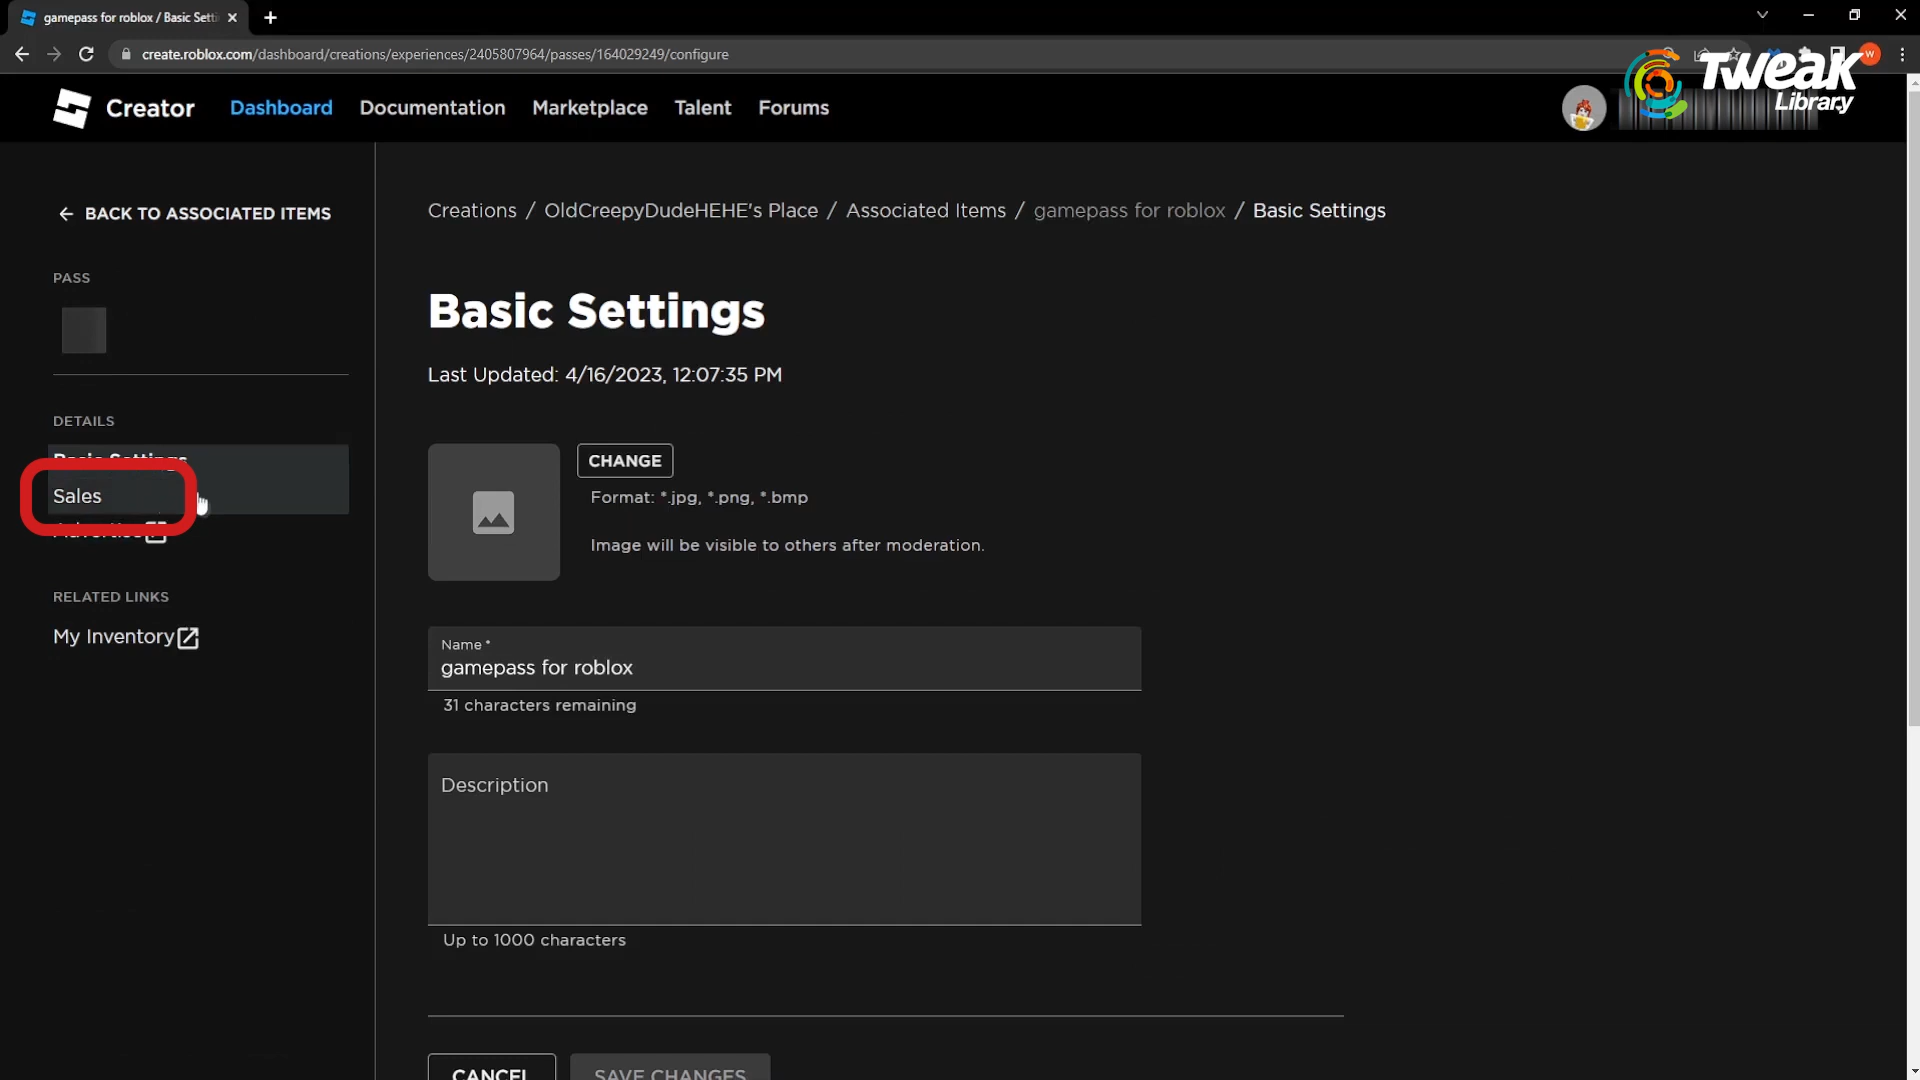 gamepass for roblox / Basic Setti
create.roblox.com/dashboard/creations/experiences/2405807964/passes/164029249/configure
W
TWEAK
Library
Creator
Dashboard
Documentation
Marketplace
Talent
Forums
BACK TO ASSOCIATED ITEMS
Creations / OldCreepyDudeHEHE's Place / Associated Items / gamepass for roblox / Basic Settings
PASS
Basic Settings
Last Updated: 4/16/2023, 12:07:35 PM
DETAILS
Basic Settings
Sales
Advertise
RELATED LINKS
My Inventory
CHANGE
Format: *.jpg, *.png, *.bmp
Image will be visible to others after moderation.
Name *
gamepass for roblox
31 characters remaining
Description
Up to 1000 characters
CANCEL
SAVE CHANGES